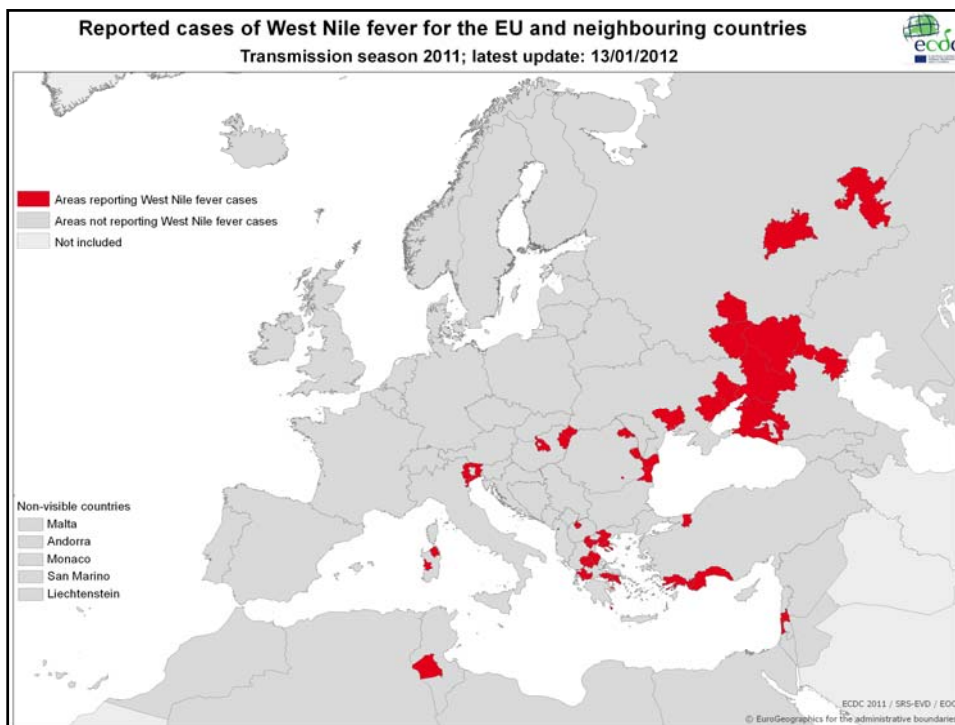 Reported cases of West Nile fever for the EU and neighbouring countries
Transmission season 2011; latest update: 13/01/2012
ecdc
Areas reporting West Nile fever cases
Areas not reporting West Nile fever cases
Not included
Non-visible countries
Malta
Andorra
Monaco
San Marino
Liechtenstein
ECDC 2011 / SRS-EVD / EOC
© EuroGeographics for the administrative boundaries